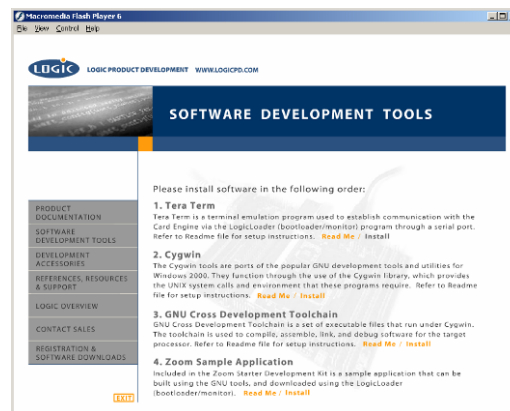 Macromedia Flash Player 6
File View Control Help
LOGIC LOGIC PRODUCT DEVELOPMENT WWW.LOGICPD.COM
SOFTWARE DEVELOPMENT TOOLS
PRODUCT
DOCUMENTATION
SOFTWARE
DEVELOPMENT TOOLS
DEVELOPMENT
ACCESSORIES
REFERENCES, RESOURCES
& SUPPORT
LOGIC OVERVIEW
CONTACT SALES
REGISTRATION &
SOFTWARE DOWNLOADS
EXIT
Please install software in the following order:
1. Tera Term
Tera Term is a terminal emulation program used to establish communication with the
Card Engine via the LogicLoader (bootloader/monitor) program through a serial port.
Refer to Readme file for setup instructions. Read Me / Install
2. Cygwin
The Cygwin tools are ports of the popular GNU development tools and utilities for
Windows 2000. They function through the use of the Cygwin library, which provides
the UNIX system calls and environment that these programs require. Refer to Readme
file for setup instructions. Read Me / Install
3. GNU Cross Development Toolchain
GNU Cross Development Toolchain is a set of executable files that run under Cygwin.
The toolchain is used to compile, assemble, link, and debug software for the target
processor. Refer to Readme file for setup instructions. Read Me / Install
4. Zoom Sample Application
Included in the Zoom Starter Development Kit is a sample application that can be
built using the GNU tools, and downloaded using the LogicLoader
(bootloader/monitor). Read Me / Install